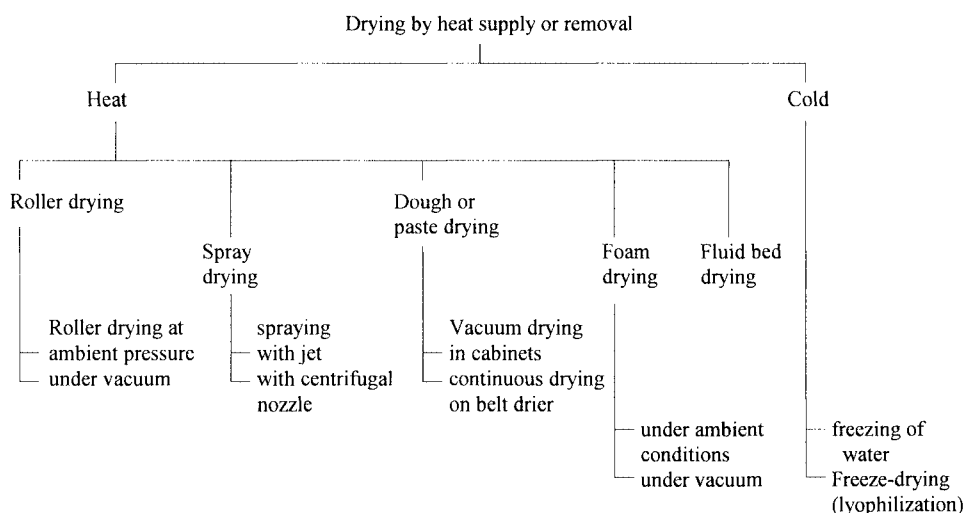 Drying by heat supply or removal
Heat
Cold
Roller drying
Roller drying at
ambient pressure
under vacuum
Spray
drying
spraying
with jet
with centrifugal
nozzle
Dough or
paste drying
Vacuum drying
in cabinets
continuous drying
on belt drier
Foam
drying
under ambient
conditions
under vacuum
Fluid bed
drying
freezing of
water
Freeze-drying
(lyophilization)